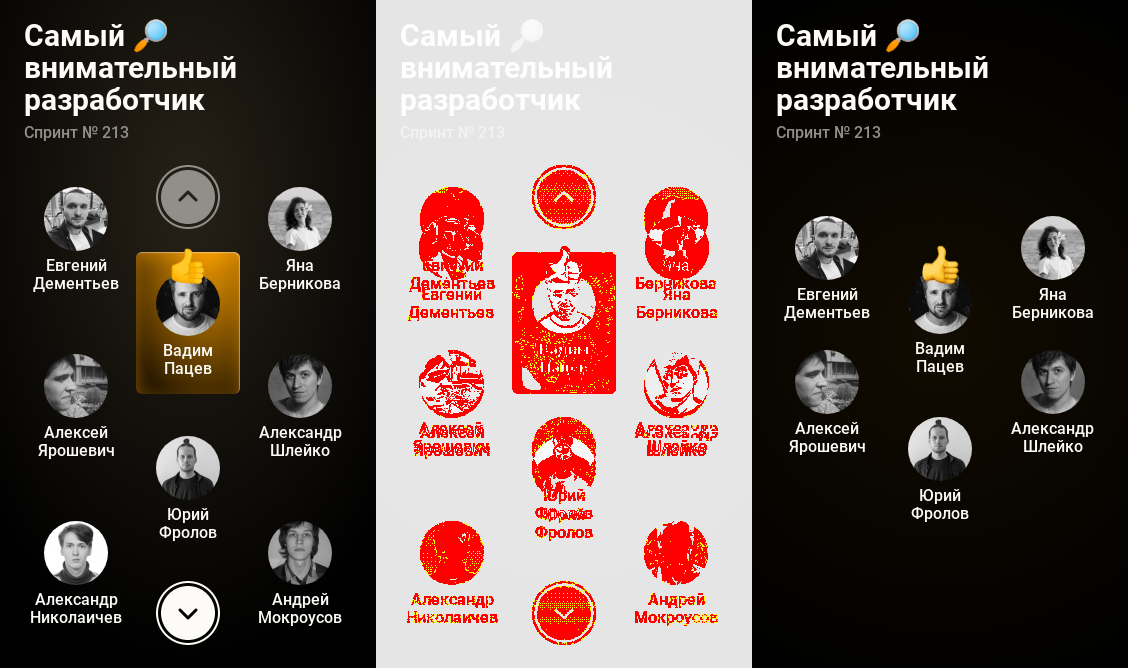 Самый 🔎
внимательный
разработчик
Спринт № 213
Евгений
Дементьев
Яна
Берникова
Вадим
Пацев
Алексей
Ярошевич
Александр
Шлейко
Юрий
Фролов
Александр
Николаичев
Андрей
Мокроусов
Самый 🔎
внимательный
разработчик
Спринт № 213
Евгений
Дементьев
Евгений
Дементьев
Яна
Берникова
Яна
Берникова
Вадим
Пацев
Алексей
Ярошевич
Александр
Шлейко
Юрий
Фролов
Фролов
Александр
Николаичев
Андрей
Мокроусов
Самый 🔎
внимательный
разработчик
Спринт № 213
Евгений
Дементьев
Яна
Берникова
Вадим
Пацев
Алексей
Ярошевич
Александр
Шлейко
Юрий
Фролов